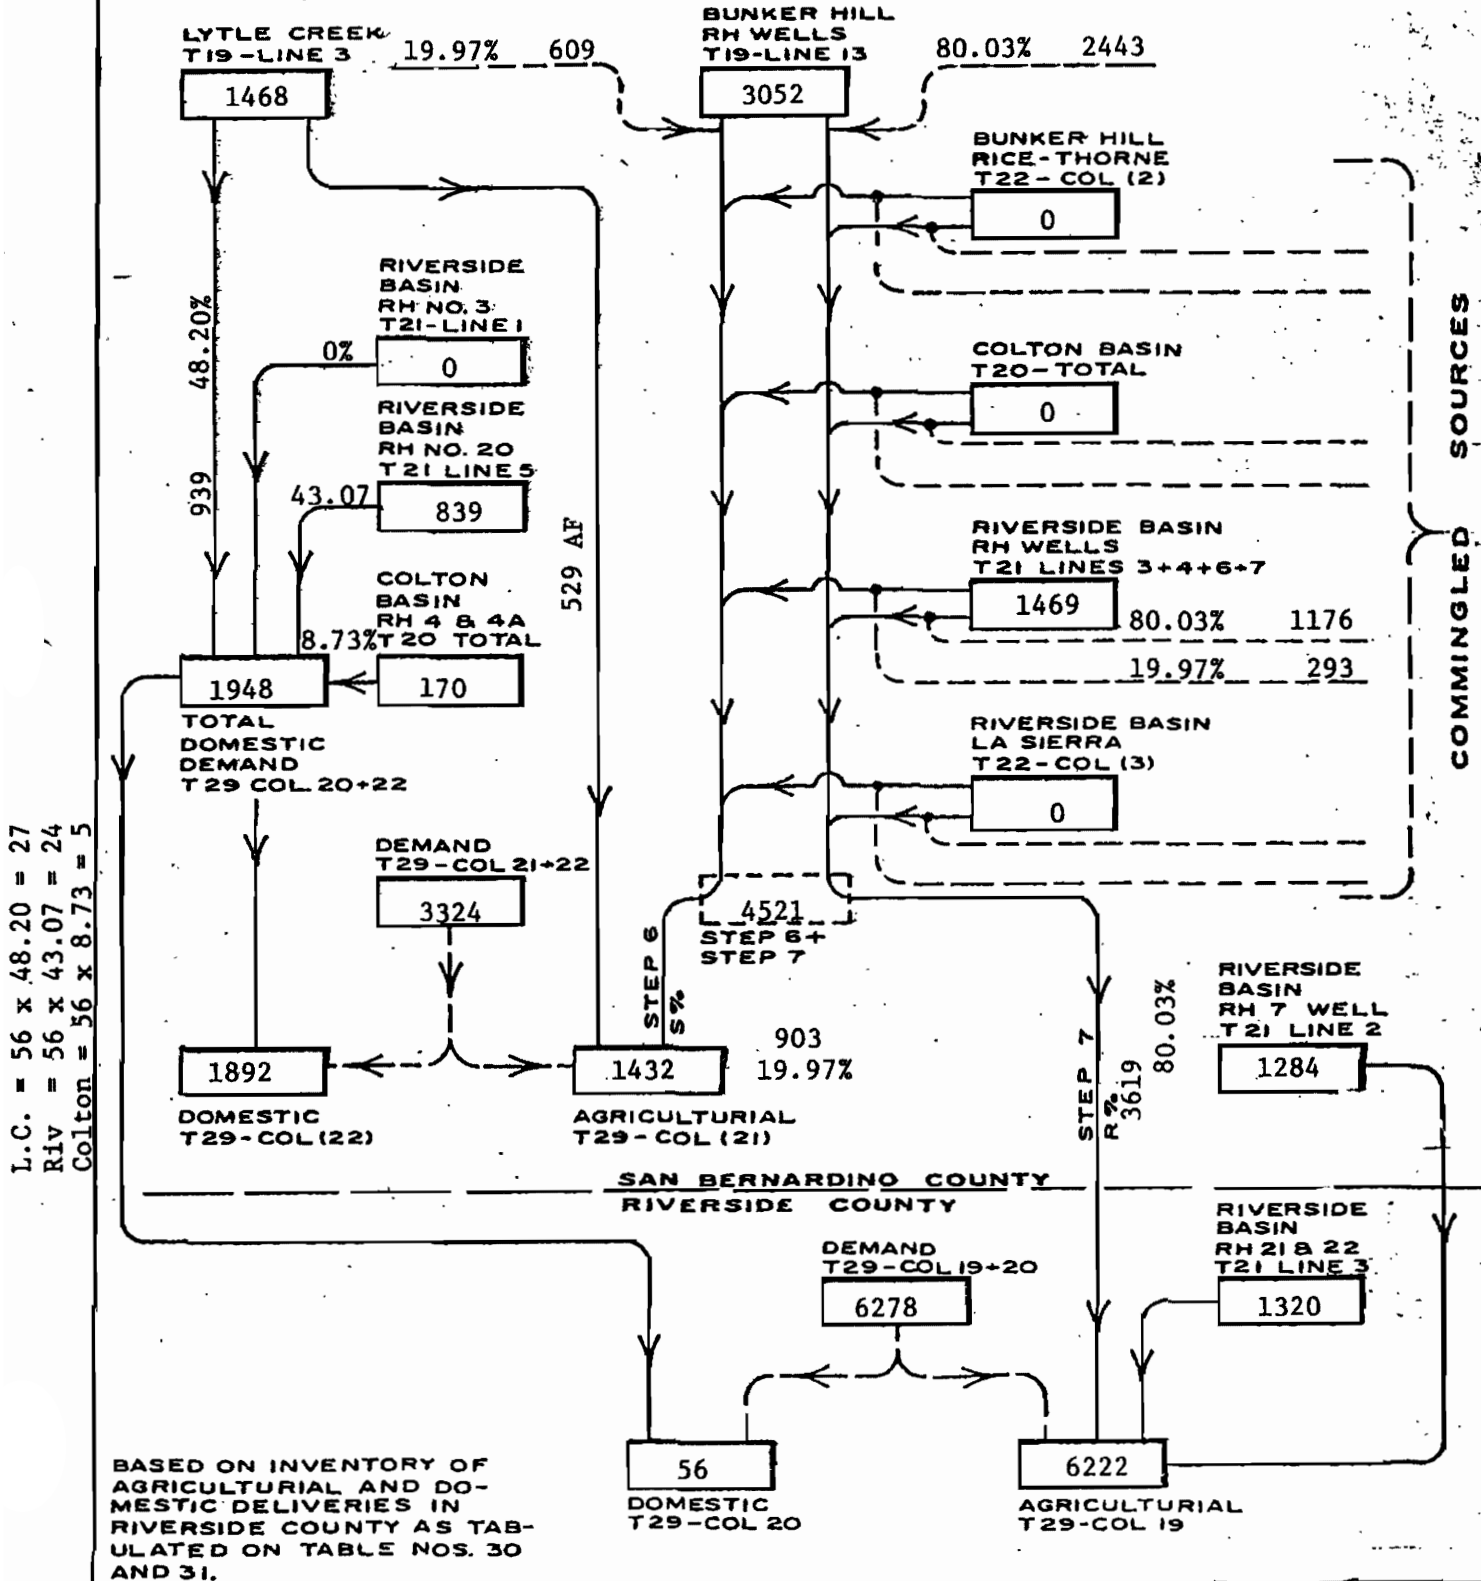 LYTLE CREEK
T19-LINE 3
1468
19.97% 609
BUNKER HILL
RH WELLS
T19-LINE 13
3052
80.03% 2443
BUNKER HILL
RICE-THORNE
T22-COL (2)
0
RIVERSIDE
BASIN
RH NO. 3
T21-LINE 1
0%
0
48.20%
939
COLTON BASIN
T20-TOTAL
0
RIVERSIDE
BASIN
RH NO. 20
T21 LINE 5
43.07
839
529 AF
COMMINGLED SOURCES
RIVERSIDE BASIN
RH WELLS
T21 LINES 3+4+6+7
1469
80.03% 1176
19.97% 293
COLTON
BASIN
RH 4 & 4A
T20 TOTAL
8.73%
170
1948
TOTAL
DOMESTIC
DEMAND
T29 COL. 20+22
RIVERSIDE BASIN
LA SIERRA
T22-COL (3)
0
L.C. = 56 x 48.20 = 27
Riv = 56 x 43.07 = 24
Colton = 56 x 8.73 = 5
DEMAND
T29-COL 21+22
3324
4521
STEP 6+
STEP 7
STEP 6
S%
903
19.97%
1892
DOMESTIC
T29-COL (22)
1432
AGRICULTURIAL
T29-COL (21)
STEP 7
R%
3619
80.03%
RIVERSIDE
BASIN
RH 7 WELL
T21 LINE 2
1284
SAN BERNARDINO COUNTY
RIVERSIDE COUNTY
RIVERSIDE
BASIN
RH 21 & 22
T21 LINE 3
1320
DEMAND
T29-COL 19+20
6278
56
DOMESTIC
T29-COL 20
6222
AGRICULTURIAL
T29-COL 19
BASED ON INVENTORY OF
AGRICULTURIAL AND DO-
MESTIC DELIVERIES IN
RIVERSIDE COUNTY AS TAB-
ULATED ON TABLE NOS. 30
AND 31.